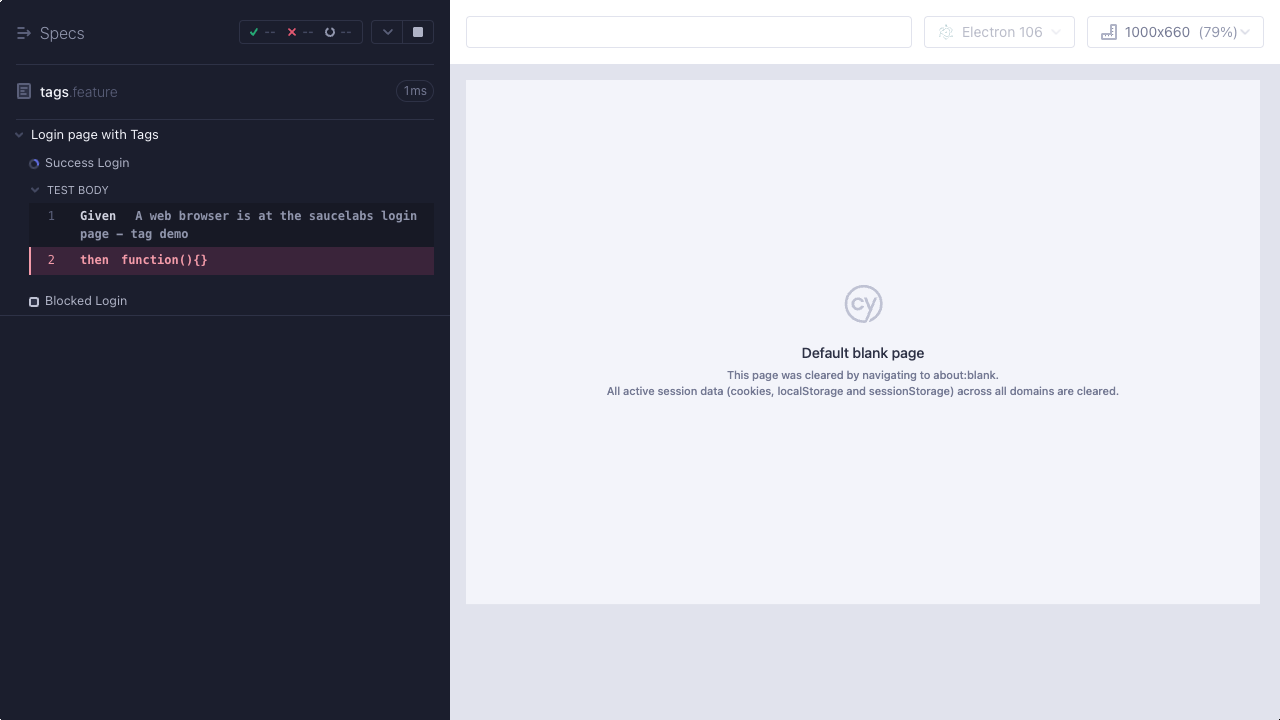 Specs
--
--
--
Electron 106
1000x660 (79%)
tags.feature
1ms
Login page with Tags
Success Login
TEST BODY
1 Given A web browser is at the saucelabs login
page – tag demo
2 then function(){}
Blocked Login
cy
Default blank page
This page was cleared by navigating to about:blank.
All active session data (cookies, localStorage and sessionStorage) across all domains are cleared.